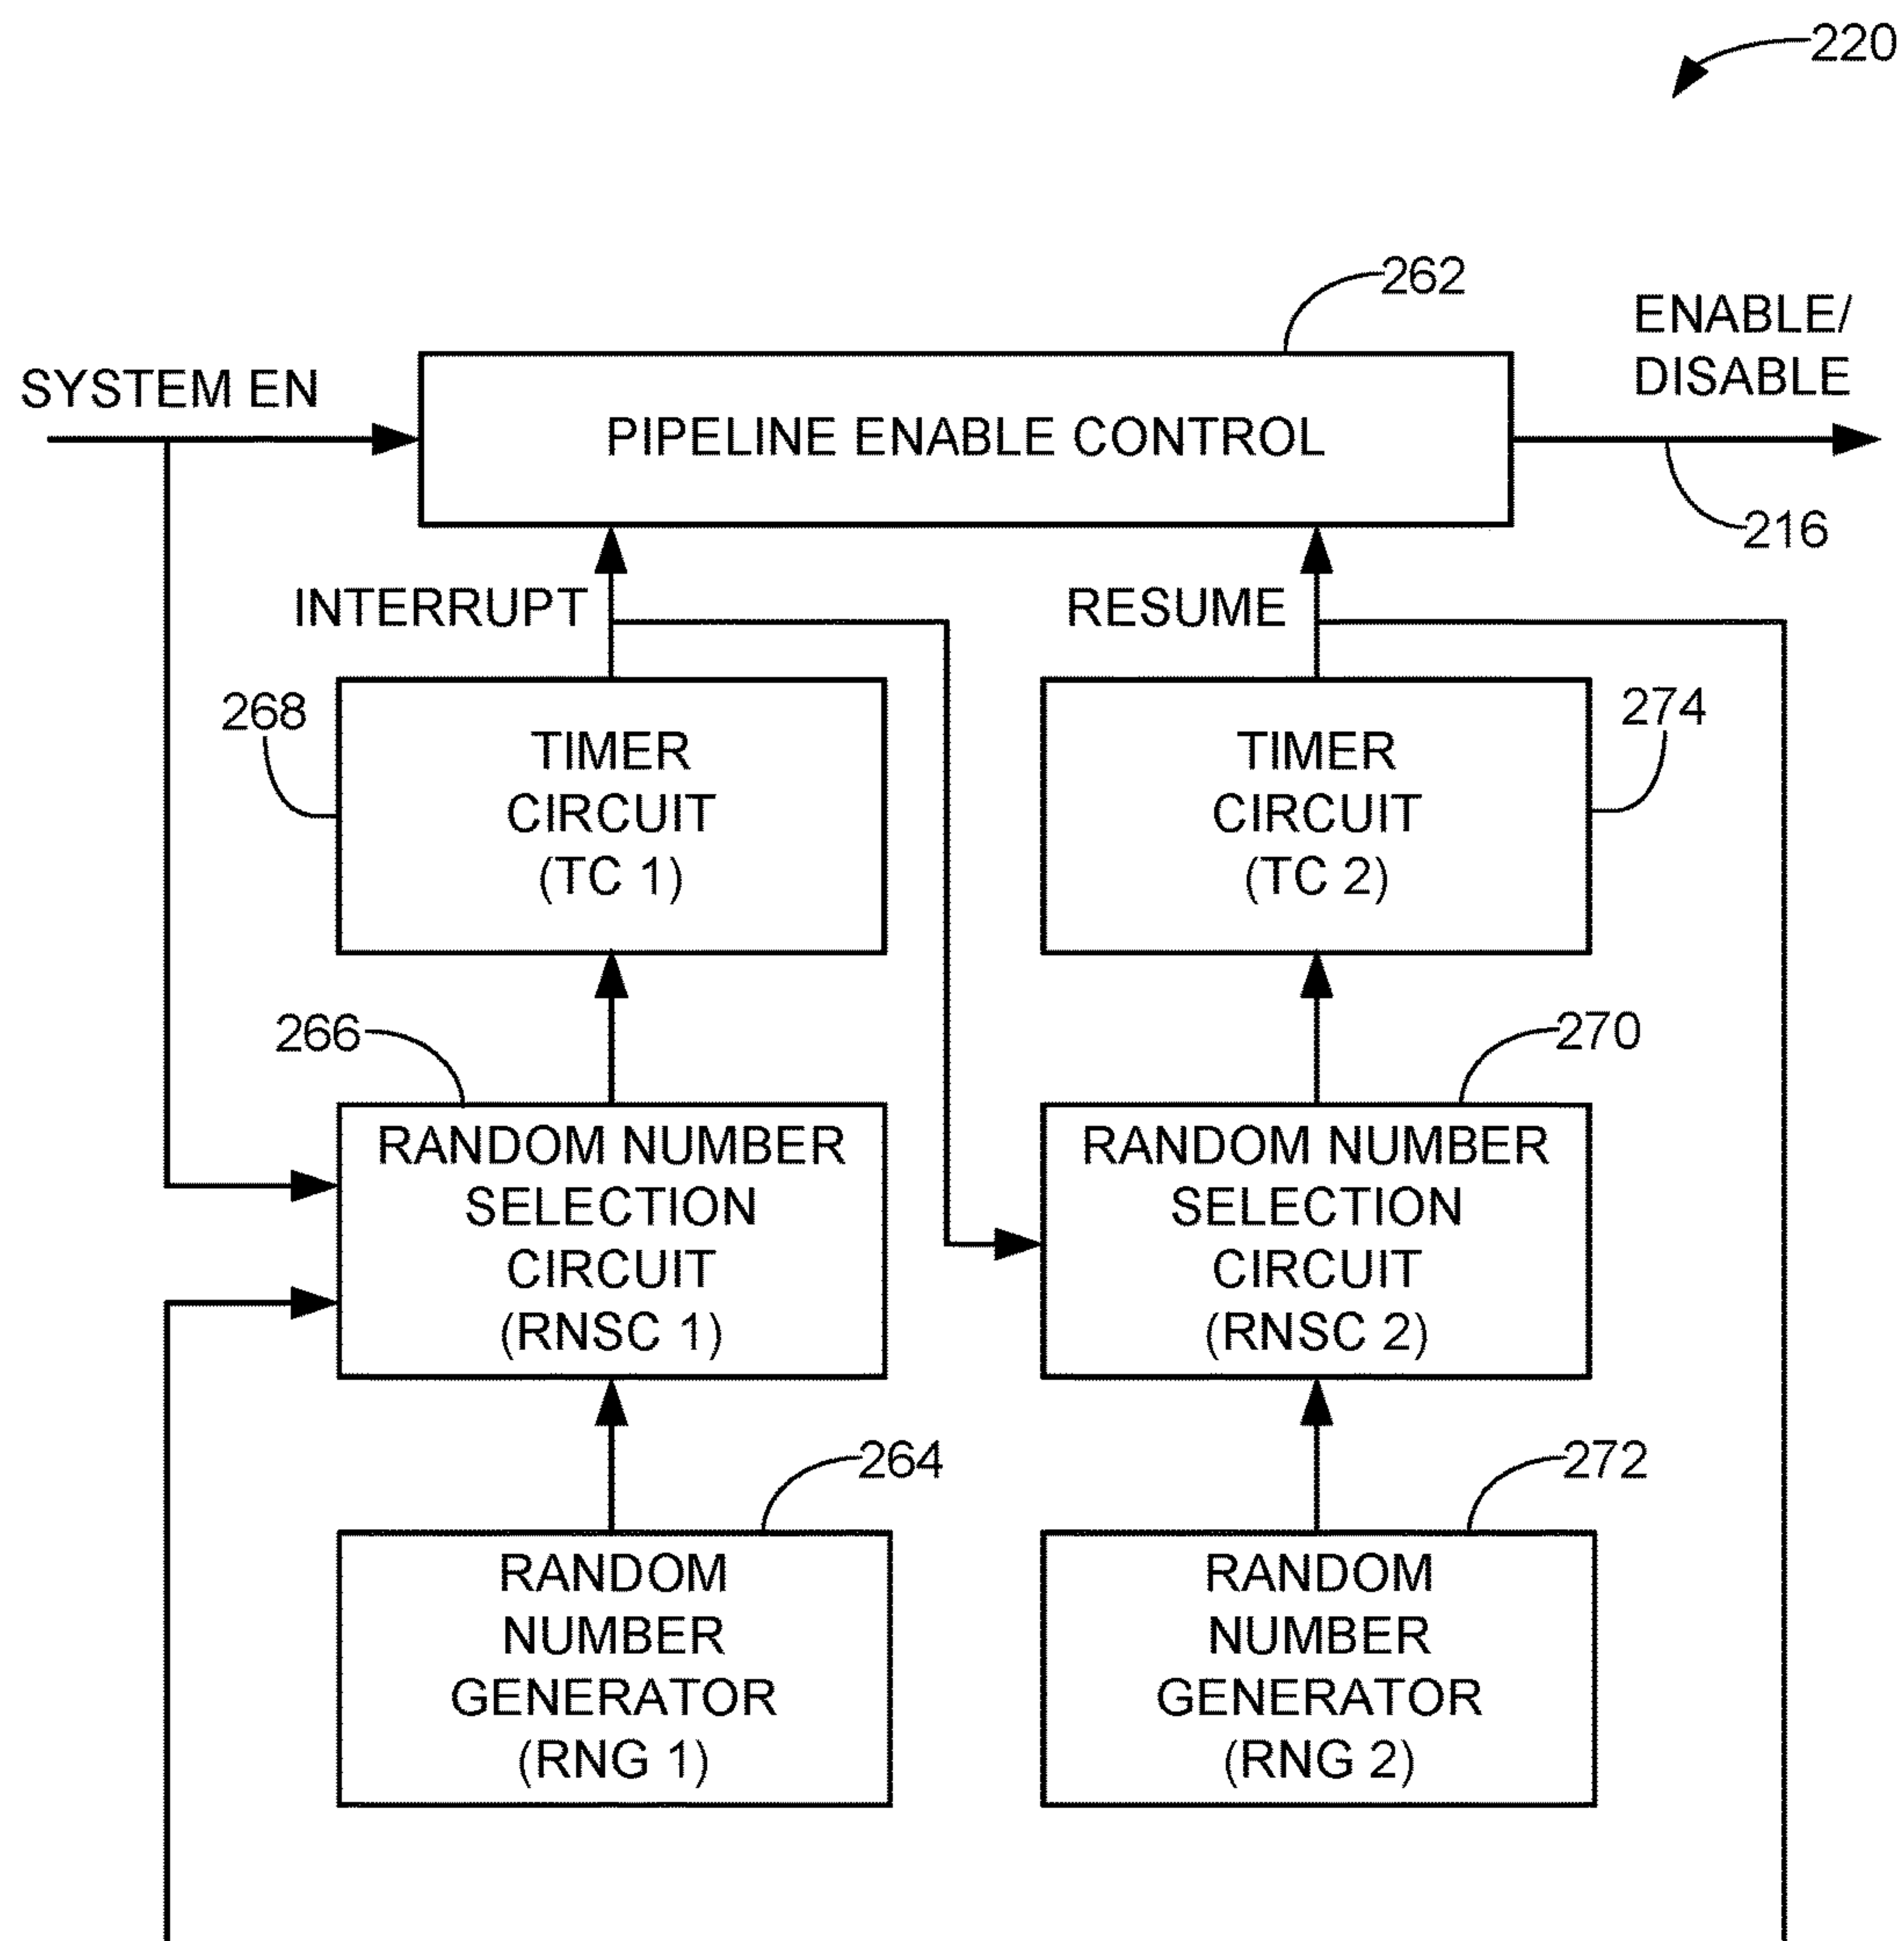 220
262
ENABLE/
DISABLE
SYSTEM EN
PIPELINE ENABLE CONTROL
216
INTERRUPT
RESUME
268
TIMER
CIRCUIT
(TC 1)
TIMER
CIRCUIT
(TC 2)
274
266
270
RANDOM NUMBER
SELECTION
CIRCUIT
(RNSC 1)
RANDOM NUMBER
SELECTION
CIRCUIT
(RNSC 2)
264
272
RANDOM
NUMBER
GENERATOR
(RNG 1)
RANDOM
NUMBER
GENERATOR
(RNG 2)